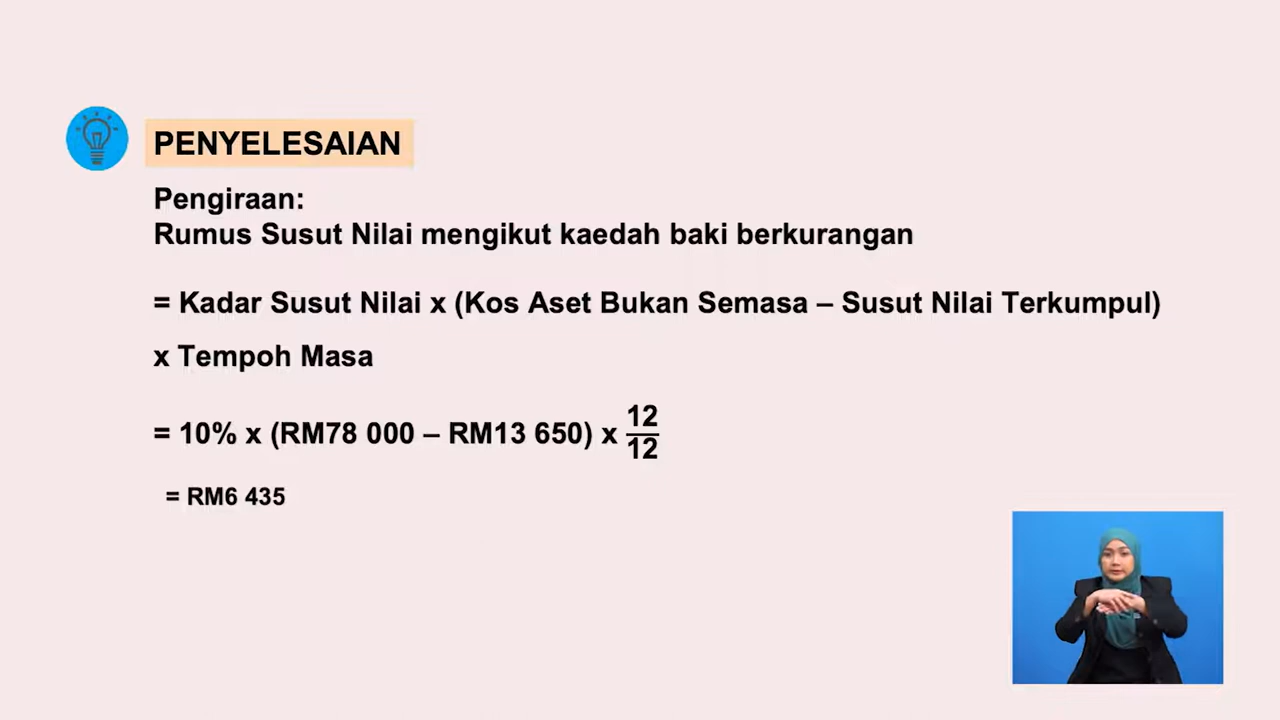 PENYELESAIAN
Pengiraan:
Rumus Susut Nilai mengikut kaedah baki berkurangan
= Kadar Susut Nilai x (Kos Aset Bukan Semasa – Susut Nilai Terkumpul)
x Tempoh Masa
= 10% x (RM78 000 – RM13 650) x 12/12
= RM6 435